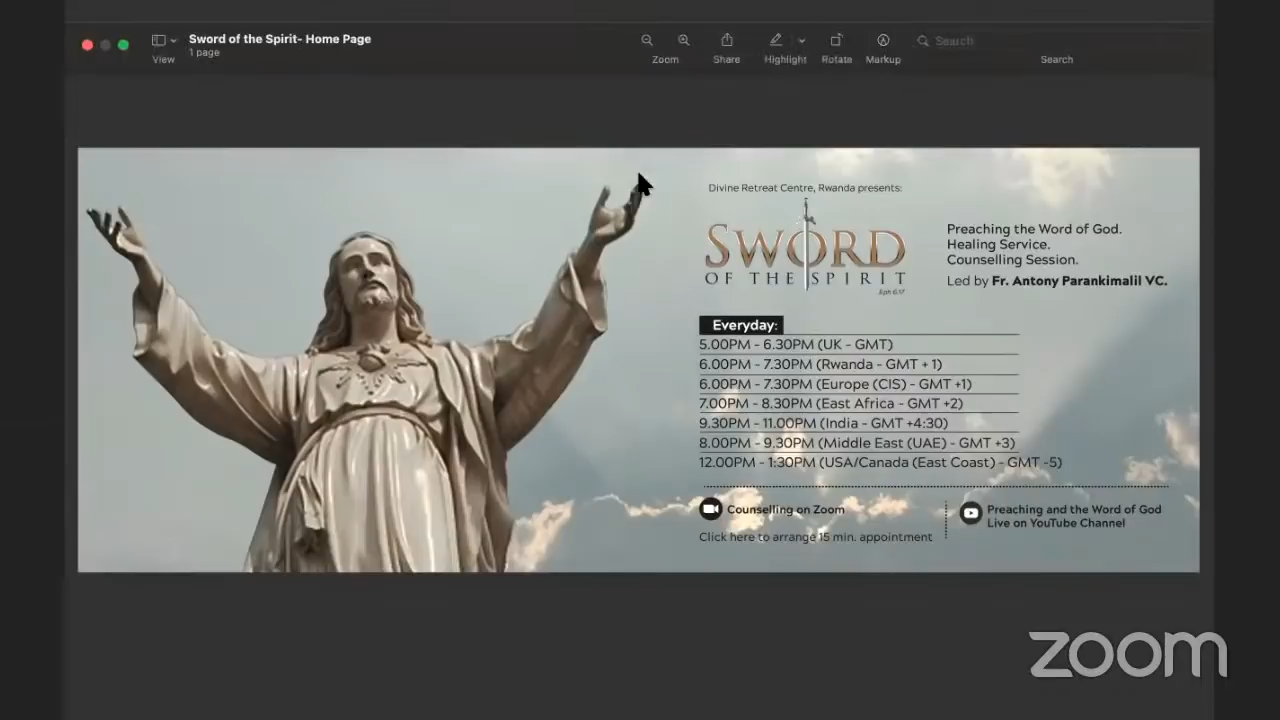 Sword of the Spirit- Home Page
1 page
View
Zoom
Share
Highlight
Rotate
Markup
Search
Search
Divine Retreat Centre, Rwanda presents:
SWORD
OF THE SPIRIT
Eph 6:17
Preaching the Word of God.
Healing Service.
Counselling Session.
Led by Fr. Antony Parankimalil VC.
Everyday:
5.00PM - 6.30PM (UK - GMT)
6.00PM - 7.30PM (Rwanda - GMT + 1)
6.00PM - 7.30PM (Europe (CIS) - GMT +1)
7.00PM - 8.30PM (East Africa - GMT +2)
9.30PM - 11.00PM (India - GMT +4:30)
8.00PM - 9.30PM (Middle East (UAE) - GMT +3)
12.00PM - 1:30PM (USA/Canada (East Coast) - GMT -5)
Counselling on Zoom
Click here to arrange 15 min. appointment
Preaching and the Word of God
Live on YouTube Channel
zoom